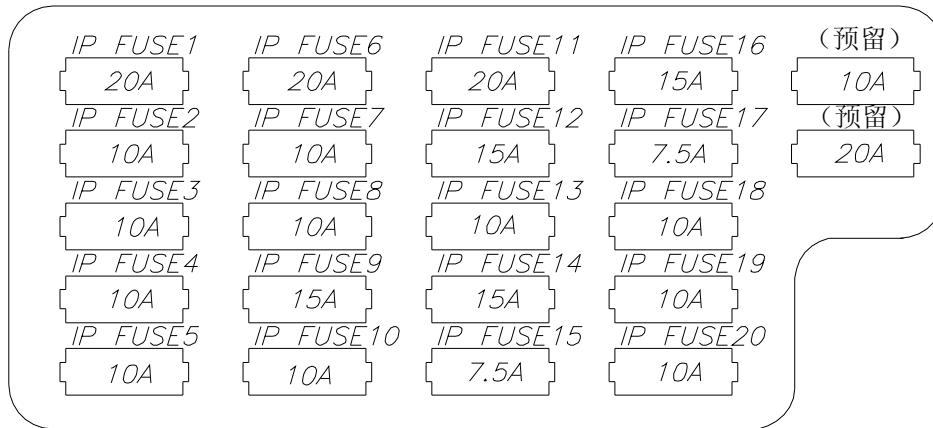 IP FUSE1 IP FUSE6 IP FUSE11 IP FUSE16 （预留）
20A 20A 20A 15A 10A
IP FUSE2 IP FUSE7 IP FUSE12 IP FUSE17 （预留）
10A 10A 15A 7.5A 20A
IP FUSE3 IP FUSE8 IP FUSE13 IP FUSE18
10A 10A 10A 10A
IP FUSE4 IP FUSE9 IP FUSE14 IP FUSE19
10A 15A 15A 10A
IP FUSE5 IP FUSE10 IP FUSE15 IP FUSE20
10A 10A 7.5A 10A